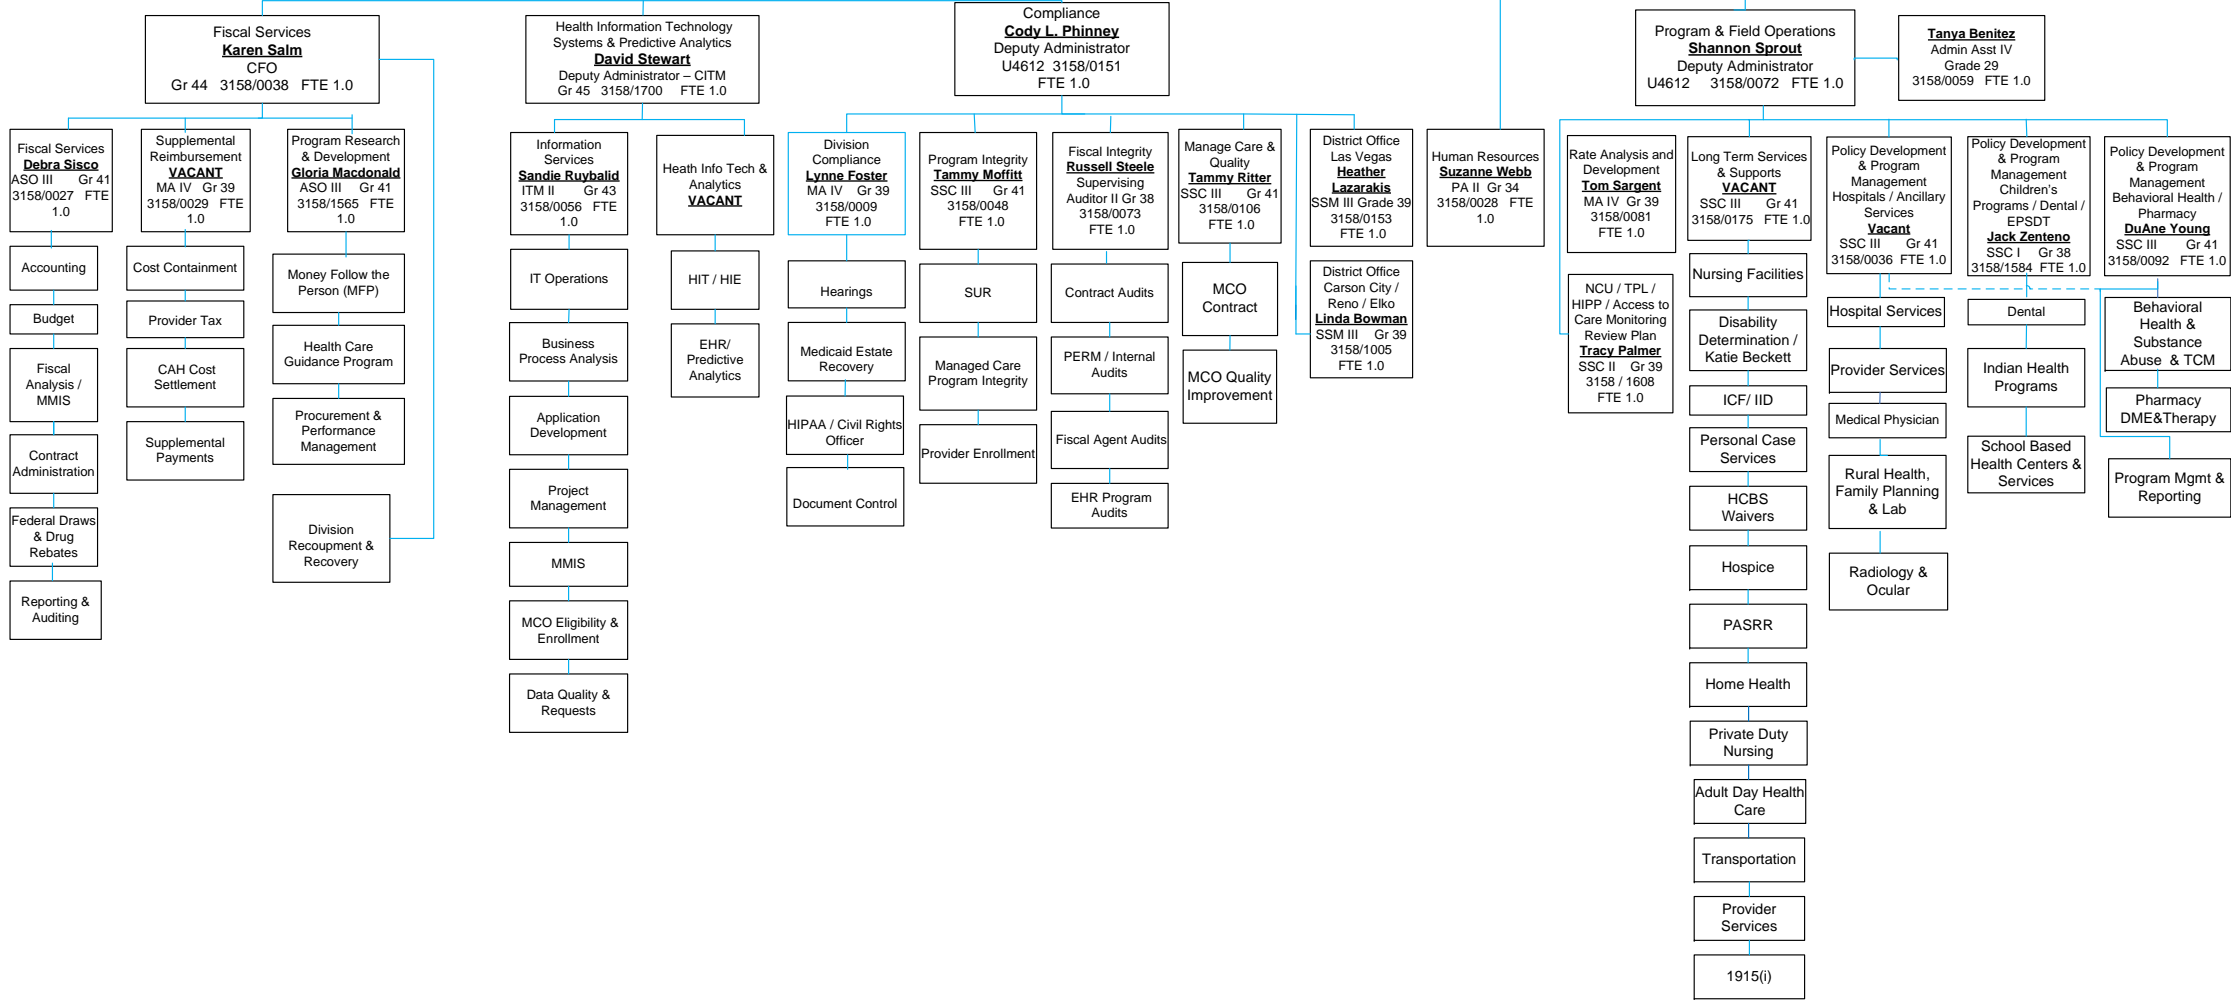 Fiscal Services
Karen Salm
CFO
Gr 44 3158/0038 FTE 1.0
Health Information Technology
Systems & Predictive Analytics
David Stewart
Deputy Administrator – CITM
Gr 45 3158/1700 FTE 1.0
Compliance
Cody L. Phinney
Deputy Administrator
U4612 3158/0151
FTE 1.0
Program & Field Operations
Shannon Sprout
Deputy Administrator
U4612 3158/0072 FTE 1.0
Tanya Benitez
Admin Asst IV
Grade 29
3158/0059 FTE 1.0
Fiscal Services
Debra Sisco
ASO III Gr 41
3158/0027 FTE
1.0
Accounting
Budget
Fiscal
Analysis /
MMIS
Contract
Administration
Federal Draws
& Drug
Rebates
Reporting &
Auditing
Supplemental
Reimbursement
VACANT
MA IV Gr 39
3158/0029 FTE
1.0
Cost Containment
Provider Tax
CAH Cost
Settlement
Supplemental
Payments
Program Research
& Development
Gloria Macdonald
ASO III Gr 41
3158/1565 FTE
1.0
Money Follow the
Person (MFP)
Health Care
Guidance Program
Procurement &
Performance
Management
Division
Recoupment &
Recovery
Information
Services
Sandie Ruybalid
ITM II Gr 43
3158/0056 FTE
1.0
IT Operations
Business
Process Analysis
Application
Development
Project
Management
MMIS
MCO Eligibility &
Enrollment
Data Quality &
Requests
Heath Info Tech &
Analytics
VACANT
HIT / HIE
EHR/
Predictive
Analytics
Division
Compliance
Lynne Foster
MA IV Gr 39
3158/0009
FTE 1.0
Hearings
Medicaid Estate
Recovery
HIPAA / Civil Rights
Officer
Document Control
Program Integrity
Tammy Moffitt
SSC III Gr 41
3158/0048
FTE 1.0
SUR
Managed Care
Program Integrity
Provider Enrollment
Fiscal Integrity
Russell Steele
Supervising
Auditor II Gr 38
3158/0073
FTE 1.0
Contract Audits
PERM / Internal
Audits
Fiscal Agent Audits
EHR Program
Audits
Manage Care &
Quality
Tammy Ritter
SSC III Gr 41
3158/0106
FTE 1.0
MCO
Contract
MCO Quality
Improvement
District Office
Las Vegas
Heather
Lazarakis
SSM III Grade 39
3158/0153
FTE 1.0
District Office
Carson City /
Reno / Elko
Linda Bowman
SSM III Gr 39
3158/1005
FTE 1.0
Human Resources
Suzanne Webb
PA II Gr 34
3158/0028 FTE
1.0
Rate Analysis and
Development
Tom Sargent
MA IV Gr 39
3158/0081
FTE 1.0
NCU / TPL /
HIPP / Access to
Care Monitoring
Review Plan
Tracy Palmer
SSC II Gr 39
3158 / 1608
FTE 1.0
Long Term Services
& Supports
VACANT
SSC III Gr 41
3158/0175 FTE 1.0
Nursing Facilities
Disability
Determination /
Katie Beckett
ICF/ IID
Personal Case
Services
HCBS
Waivers
Hospice
PASRR
Home Health
Private Duty
Nursing
Adult Day Health
Care
Transportation
Provider
Services
1915(i)
Policy Development
& Program
Management
Hospitals / Ancillary
Services
Vacant
SSC III Gr 41
3158/0036 FTE 1.0
Hospital Services
Provider Services
Medical Physician
Rural Health,
Family Planning
& Lab
Radiology &
Ocular
Policy Development
& Program
Management
Children's
Programs / Dental /
EPSDT
Jack Zenteno
SSC I Gr 38
3158/1584 FTE 1.0
Dental
Indian Health
Programs
School Based
Health Centers &
Services
Policy Development
& Program
Management
Behavioral Health /
Pharmacy
DuAne Young
SSC III Gr 41
3158/0092 FTE 1.0
Behavioral
Health &
Substance
Abuse & TCM
Pharmacy
DME&Therapy
Program Mgmt &
Reporting